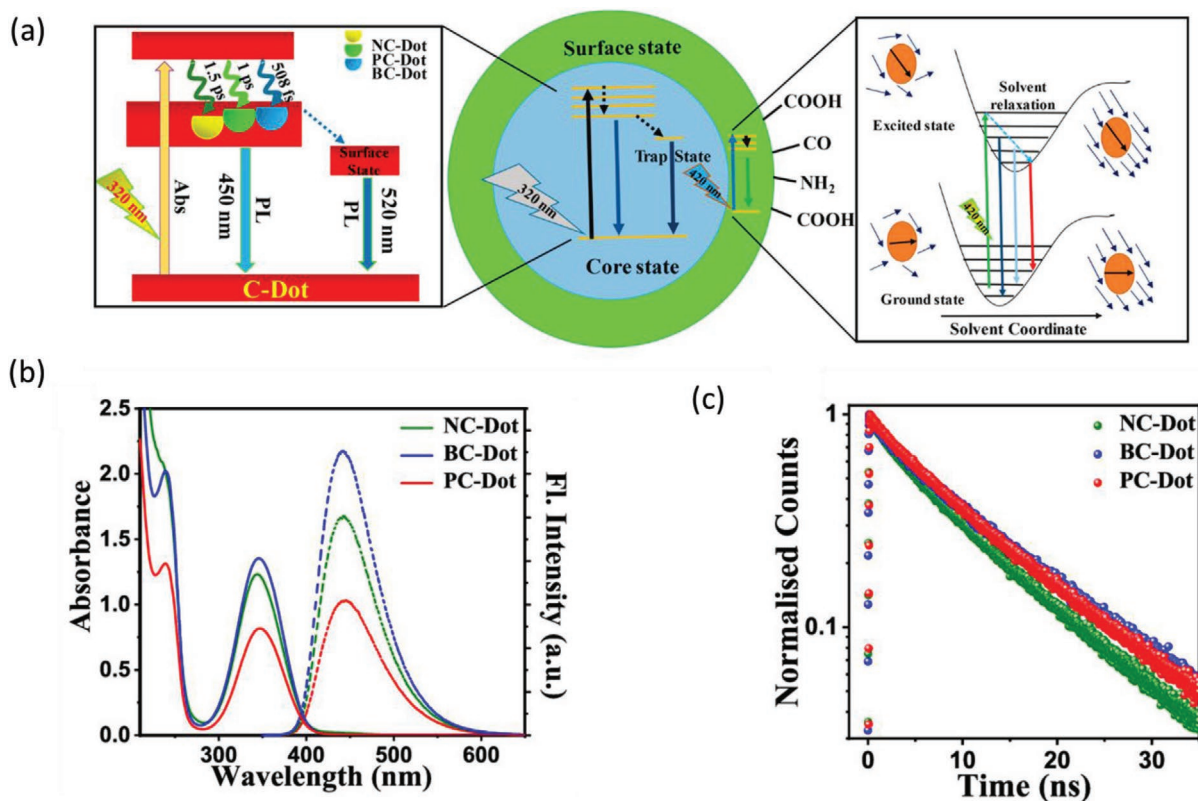 (a)
NC-Dot
PC-Dot
BC-Dot
1.5 ps
1 ps
508 fs
320 nm
Abs
450 nm
PL
Surface
State
520 nm
PL
C-Dot
Surface state
Trap State
320 nm
420 nm
Core state
COOH
CO
NH2
COOH
Solvent
relaxation
Excited state
420 nm
Ground state
Solvent Coordinate
(b)
2.5
2.0
1.5
1.0
0.5
0.0
Absorbance
NC-Dot
BC-Dot
PC-Dot
Fl. Intensity (a.u.)
300
400
500
600
Wavelength (nm)
(c)
1
0.1
Normalised Counts
NC-Dot
BC-Dot
PC-Dot
0
10
20
30
Time (ns)